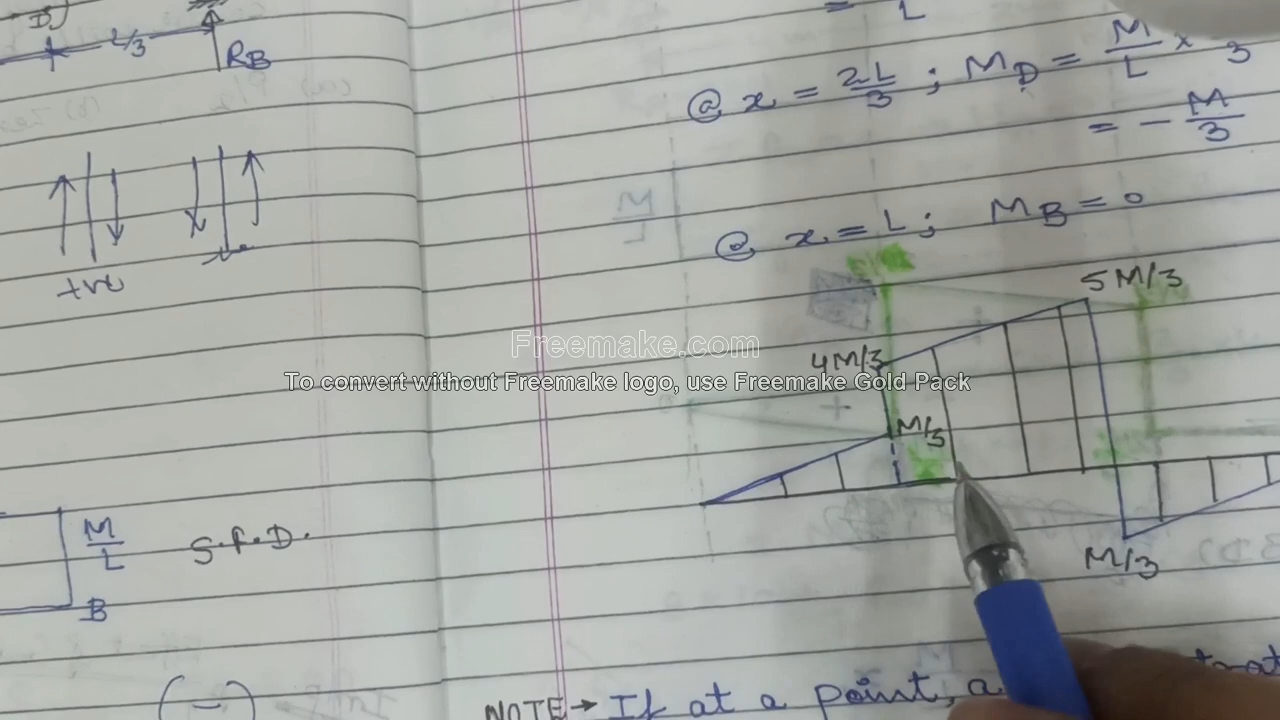 L/3
RB
+ve
M/L S.F.D.
B
(-)
= L
@ x = 2L/3 ; MD = M/L × 3
= - M/3
@ x = L ; MB = 0
5M/3
4M/3
+
+
M/3
M/3
NOTE → If at a point, a
Freemake.com
To convert without Freemake logo, use Freemake Gold Pack